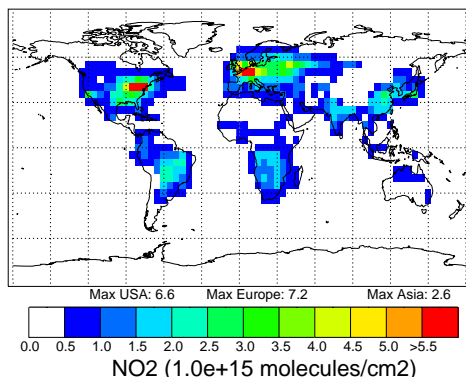 Max USA: 6.6 Max Europe: 7.2 Max Asia: 2.6
0.0 0.5 1.0 1.5 2.0 2.5 3.0 3.5 4.0 4.5 5.0 >5.5
NO2 (1.0e+15 molecules/cm2)